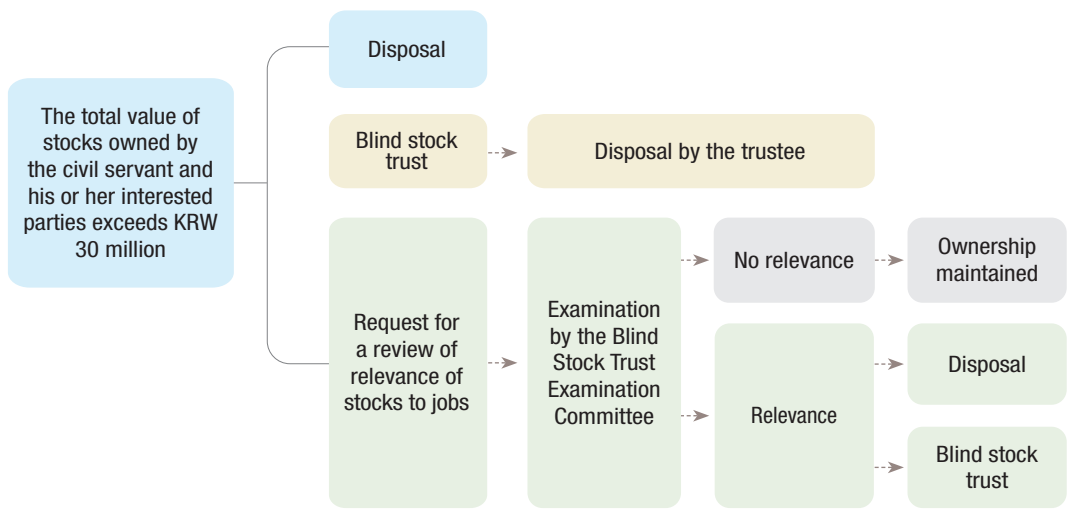 The total value of
stocks owned by
the civil servant and
his or her interested
parties exceeds KRW
30 million
Disposal
Blind stock
trust
Disposal by the trustee
Request for
a review of
relevance of
stocks to jobs
Examination
by the Blind
Stock Trust
Examination
Committee
No relevance
Ownership
maintained
Relevance
Disposal
Blind stock
trust